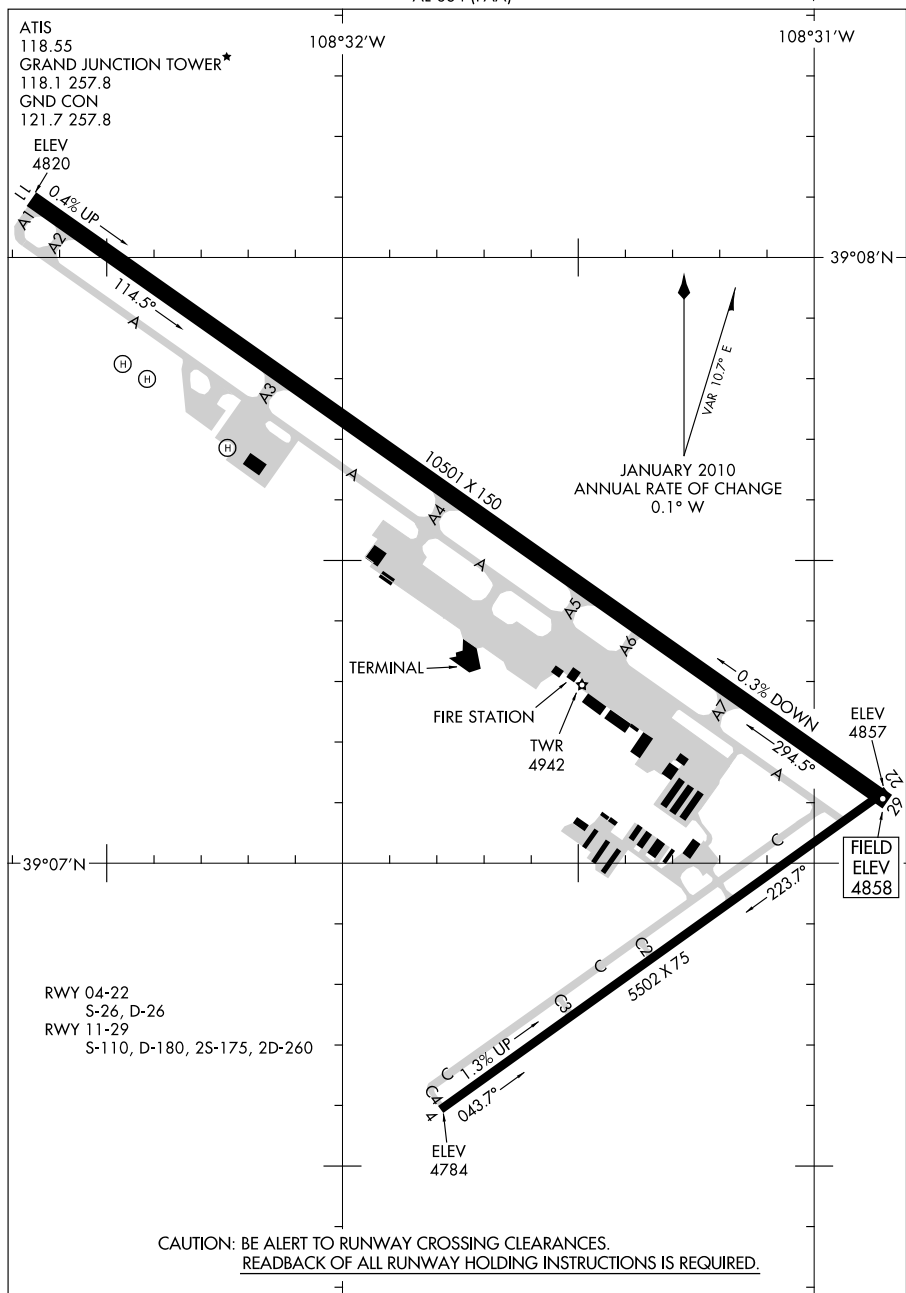 ATIS
118.55
GRAND JUNCTION TOWER★
118.1 257.8
GND CON
121.7 257.8
108°32'W
108°31'W
ELEV
4820
11
0.4% UP
A1
A2
39°08'N
114.5°
A
VAR 10.7° E
H
H
A3
H
JANUARY 2010
ANNUAL RATE OF CHANGE
0.1° W
10501 X 150
A
A4
A
A5
A6
TERMINAL
0.3% DOWN
FIRE STATION
A7
ELEV
4857
TWR
4942
294.5°
A
22
29
FIELD
ELEV
4858
C
39°07'N
223.7°
C2
C
5502 X 75
RWY 04-22
S-26, D-26
RWY 11-29
S-110, D-180, 2S-175, 2D-260
C3
1.3% UP
C
C4
4
043.7°
ELEV
4784
CAUTION: BE ALERT TO RUNWAY CROSSING CLEARANCES.
READBACK OF ALL RUNWAY HOLDING INSTRUCTIONS IS REQUIRED.